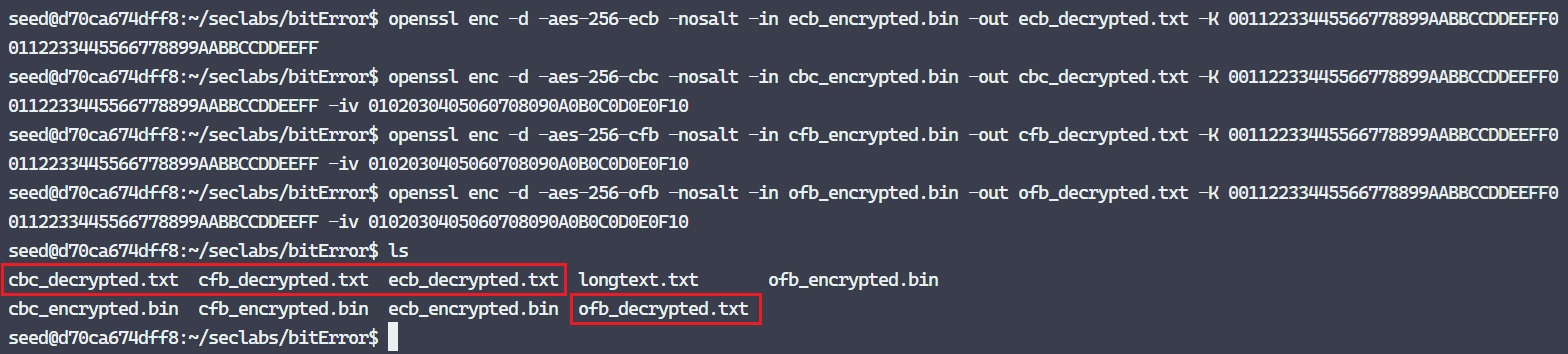 seed@d70ca674dff8:~/seclabs/bitError$ openssl enc -d -aes-256-ecb -nosalt -in ecb_encrypted.bin -out ecb_decrypted.txt -K 00112233445566778899AABBCCDDEEFF0
0112233445566778899AABBCCDDEEFF
seed@d70ca674dff8:~/seclabs/bitError$ openssl enc -d -aes-256-cbc -nosalt -in cbc_encrypted.bin -out cbc_decrypted.txt -K 00112233445566778899AABBCCDDEEFF0
0112233445566778899AABBCCDDEEFF -iv 0102030405060708090A0B0C0D0E0F10
seed@d70ca674dff8:~/seclabs/bitError$ openssl enc -d -aes-256-cfb -nosalt -in cfb_encrypted.bin -out cfb_decrypted.txt -K 00112233445566778899AABBCCDDEEFF0
0112233445566778899AABBCCDDEEFF -iv 0102030405060708090A0B0C0D0E0F10
seed@d70ca674dff8:~/seclabs/bitError$ openssl enc -d -aes-256-ofb -nosalt -in ofb_encrypted.bin -out ofb_decrypted.txt -K 00112233445566778899AABBCCDDEEFF0
0112233445566778899AABBCCDDEEFF -iv 0102030405060708090A0B0C0D0E0F10
seed@d70ca674dff8:~/seclabs/bitError$ ls
cbc_decrypted.txt  cfb_decrypted.txt  ecb_decrypted.txt  longtext.txt       ofb_encrypted.bin
cbc_encrypted.bin  cfb_encrypted.bin  ecb_encrypted.bin  ofb_decrypted.txt
seed@d70ca674dff8:~/seclabs/bitError$